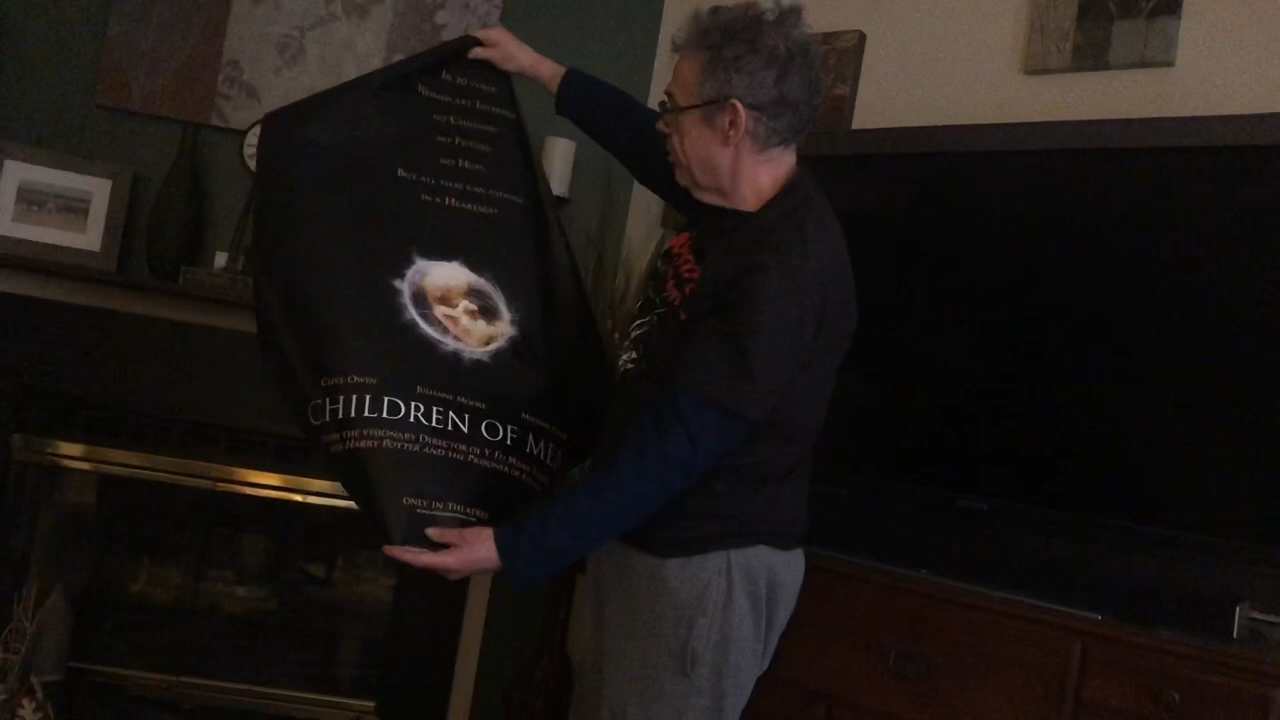 In 20 years
Women are Infertile
No Children
No Future
No Hope
But all that can change
in a Heartbeat
Clive Owen Julianne Moore
CHILDREN OF ME
the visionary Director of Y Tu Mamá
Harry Potter and the Prisoner of
Only in Theatres